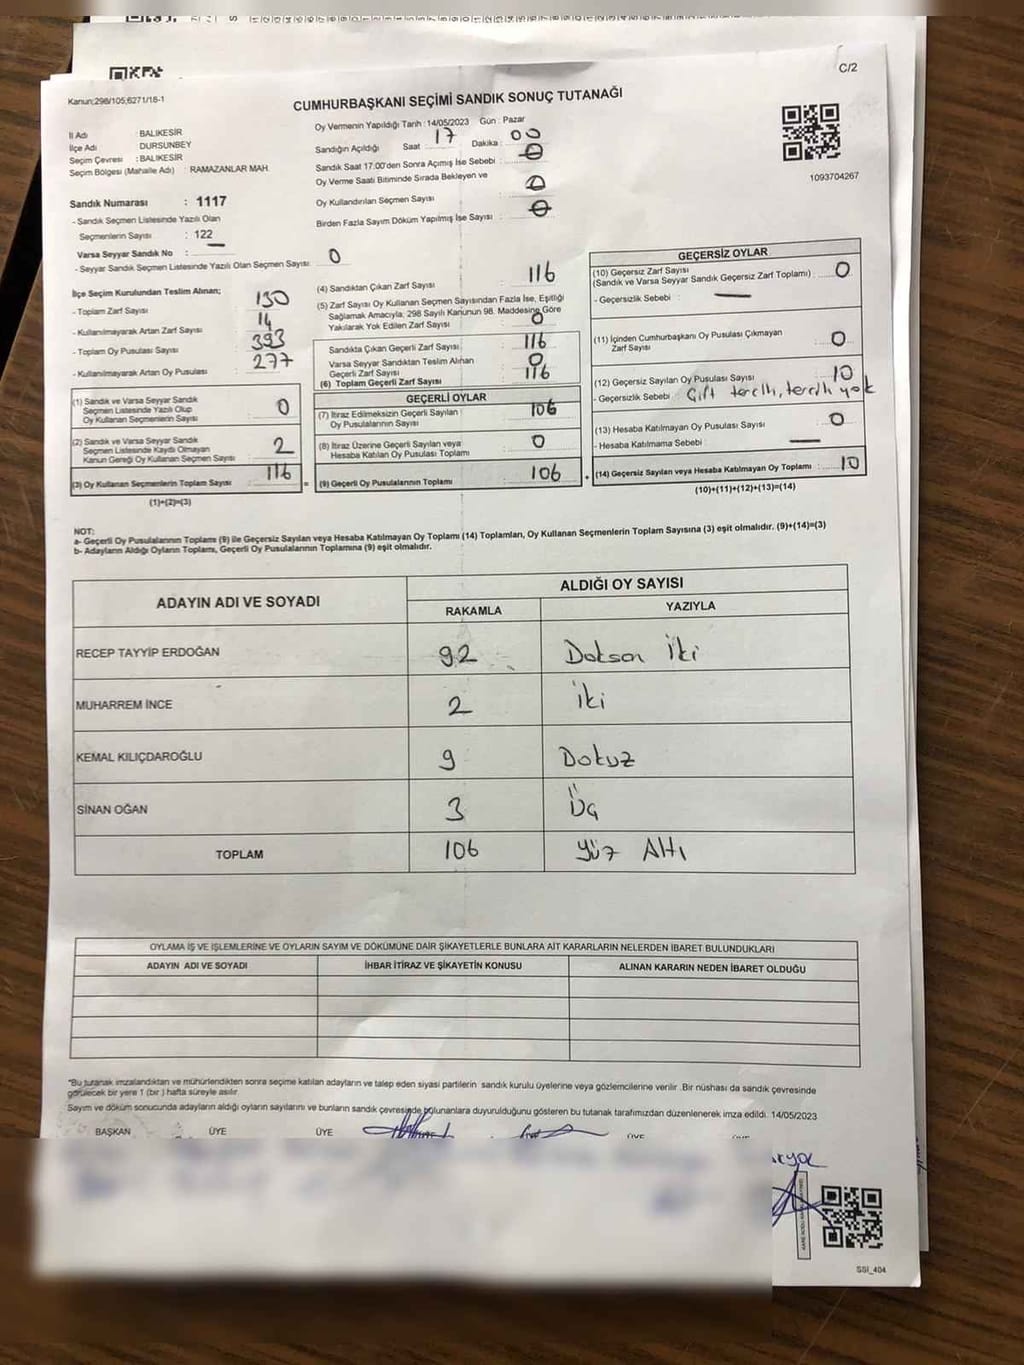 C/2
Kanun;298/105;6271/16-1
CUMHURBAŞKANI SEÇİMİ SANDIK SONUÇ TUTANAĞI
İl Adı : BALIKESİR
İlçe Adı : DURSUNBEY
Seçim Çevresi : BALIKESİR
Seçim Bölgesi (Mahalle Adı) : RAMAZANLAR MAH.
Oy Vermenin Yapıldığı Tarih : 14/05/2023 Gün : Pazar
Sandığın Açıldığı Saat : 17 Dakika : 00
Sandık Saat 17:00'den Sonra Açımış İse Sebebi : 0
Oy Verme Saati Bitiminde Sırada Bekleyen ve
Oy Kullandırılan Seçmen Sayısı : 0
Birden Fazla Sayım Döküm Yapılmış İse Sayısı : 0
1093704267
Sandık Numarası : 1117
- Sandık Seçmen Listesinde Yazılı Olan
Seçmenlerin Sayısı : 122
Varsa Seyyar Sandık No :
- Seyyar Sandık Seçmen Listesinde Yazılı Olan Seçmen Sayısı: 0
İlçe Seçim Kurulundan Teslim Alınan;
- Toplam Zarf Sayısı 130
- Kullanılmayarak Artan Zarf Sayısı 14
- Toplam Oy Pusulası Sayısı 393
- Kullanılmayarak Artan Oy Pusulası 277
(1) Sandık ve Varsa Seyyar Sandık
Seçmen Listesinde Yazılı Olup
Oy Kullanan Seçmenlerin Sayısı : 0
(2) Sandık ve Varsa Seyyar Sandık
Seçmen Listesinde Kaydı Olmayan
Kanun Gereği Oy Kullanan Seçmen Sayısı : 2
(3) Oy Kullanan Seçmenlerin Toplam Sayısı : 116
(1)+(2)=(3)
(4) Sandıktan Çıkan Zarf Sayısı : 116
(5) Zarf Sayısı Oy Kullanan Seçmen Sayısından Fazla İse, Eşitliği
Sağlamak Amacıyla; 298 Sayılı Kanunun 98. Maddesine Göre
Yakılarak Yok Edilen Zarf Sayısı : 0
Sandıkta Çıkan Geçerli Zarf Sayısı : 116
Varsa Seyyar Sandıktan Teslim Alınan
Geçerli Zarf Sayısı : 0
(6) Toplam Geçerli Zarf Sayısı : 116
GEÇERLİ OYLAR
(7) İtiraz Edilmeksizin Geçerli Sayılan
Oy Pusulalarının Sayısı : 106
(8) İtiraz Üzerine Geçerli Sayılan veya
Hesaba Katılan Oy Pusulası Toplamı : 0
= (9) Geçerli Oy Pusulalarının Toplamı : 106
GEÇERSİZ OYLAR
(10) Geçersiz Zarf Sayısı
(Sandık ve Varsa Seyyar Sandık Geçersiz Zarf Toplamı) : 0
- Geçersizlik Sebebi :
(11) İçinden Cumhurbaşkanı Oy Pusulası Çıkmayan
Zarf Sayısı : 0
(12) Geçersiz Sayılan Oy Pusulası Sayısı : 10
- Geçersizlik Sebebi : Çift tercih, tercih yok
(13) Hesaba Katılmayan Oy Pusulası Sayısı : 0
- Hesaba Katılmama Sebebi :
+ (14) Geçersiz Sayılan veya Hesaba Katılmayan Oy Toplamı : 10
(10)+(11)+(12)+(13)=(14)
NOT:
a- Geçerli Oy Pusulalarının Toplamı (9) ile Geçersiz Sayılan veya Hesaba Katılmayan Oy Toplamı (14) Toplamları, Oy Kullanan Seçmenlerin Toplam Sayısına (3) eşit olmalıdır. (9)+(14)=(3)
b- Adayların Aldığı Oyların Toplamı, Geçerli Oy Pusulalarının Toplamına (9) eşit olmalıdır.
ADAYIN ADI VE SOYADI ALDIĞI OY SAYISI
RAKAMLA YAZIYLA
RECEP TAYYİP ERDOĞAN 92 Doksan İki
MUHARREM İNCE 2 İki
KEMAL KILIÇDAROĞLU 9 Dokuz
SİNAN OĞAN 3 Üç
TOPLAM 106 Yüz Altı
OYLAMA İŞ VE İŞLEMLERİNE VE OYLARIN SAYIM VE DÖKÜMÜNE DAİR ŞİKAYETLERLE BUNLARA AİT KARARLARIN NELERDEN İBARET BULUNDUKLARI
ADAYIN ADI VE SOYADI İHBAR İTİRAZ VE ŞİKAYETİN KONUSU ALINAN KARARIN NEDEN İBARET OLDUĞU
*Bu tutanak imzalandıktan ve mühürlendikten sonra seçime katılan adayların ve talep eden siyasi partilerin sandık kurulu üyelerine veya gözlemcilerine verilir .Bir nüshası da sandık çevresinde
görülecek bir yere 1 (bir ) hafta süreyle asılır.
Sayım ve döküm sonucunda adayların aldığı oyların sayılarını ve bunların sandık çevresinde bulunanlara duyurulduğunu gösteren bu tutanak tarafımızdan düzenlenerek imza edildi. 14/05/2023
BAŞKAN ÜYE ÜYE ÜYE ÜYE
SSI_404